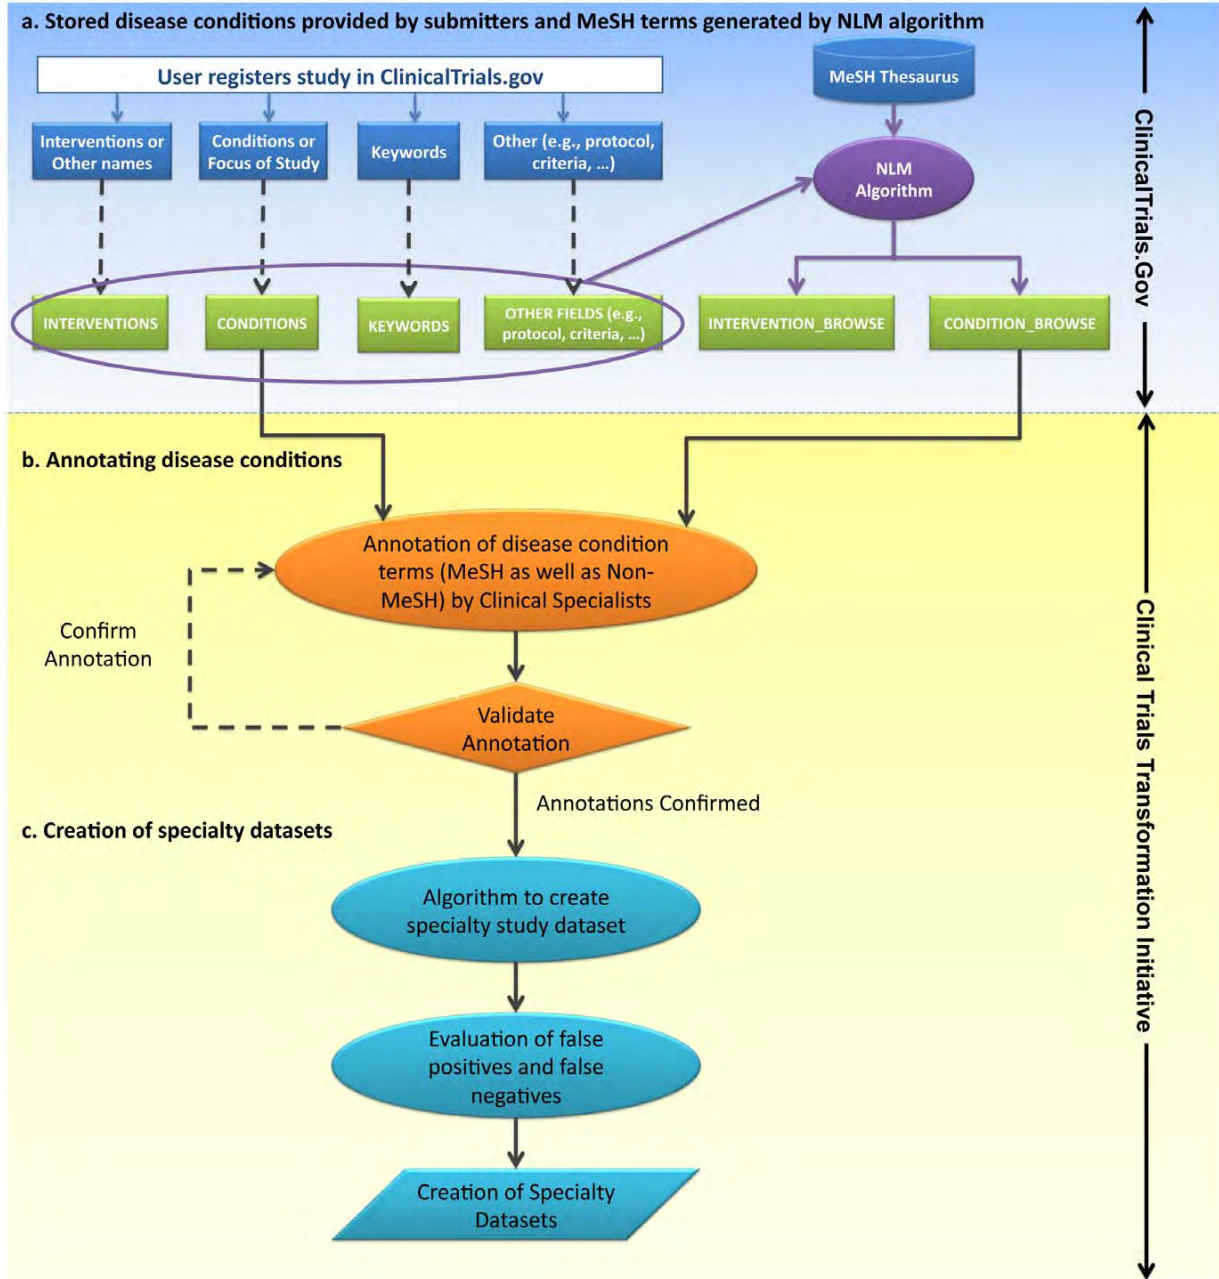 a. Stored disease conditions provided by submitters and MeSH terms generated by NLM algorithm
User registers study in ClinicalTrials.gov
MeSH Thesaurus
Interventions or
Other names
Conditions or
Focus of Study
Keywords
Other (e.g., protocol,
criteria, ...)
NLM
Algorithm
INTERVENTIONS
CONDITIONS
KEYWORDS
OTHER FIELDS (e.g.,
protocol, criteria, ...)
INTERVENTION_BROWSE
CONDITION_BROWSE
ClinicalTrials.Gov
b. Annotating disease conditions
Annotation of disease condition
terms (MeSH as well as Non-
MeSH) by Clinical Specialists
Confirm
Annotation
Validate
Annotation
Annotations Confirmed
c. Creation of specialty datasets
Algorithm to create
specialty study dataset
Evaluation of false
positives and false
negatives
Creation of Specialty
Datasets
Clinical Trials Transformation Initiative